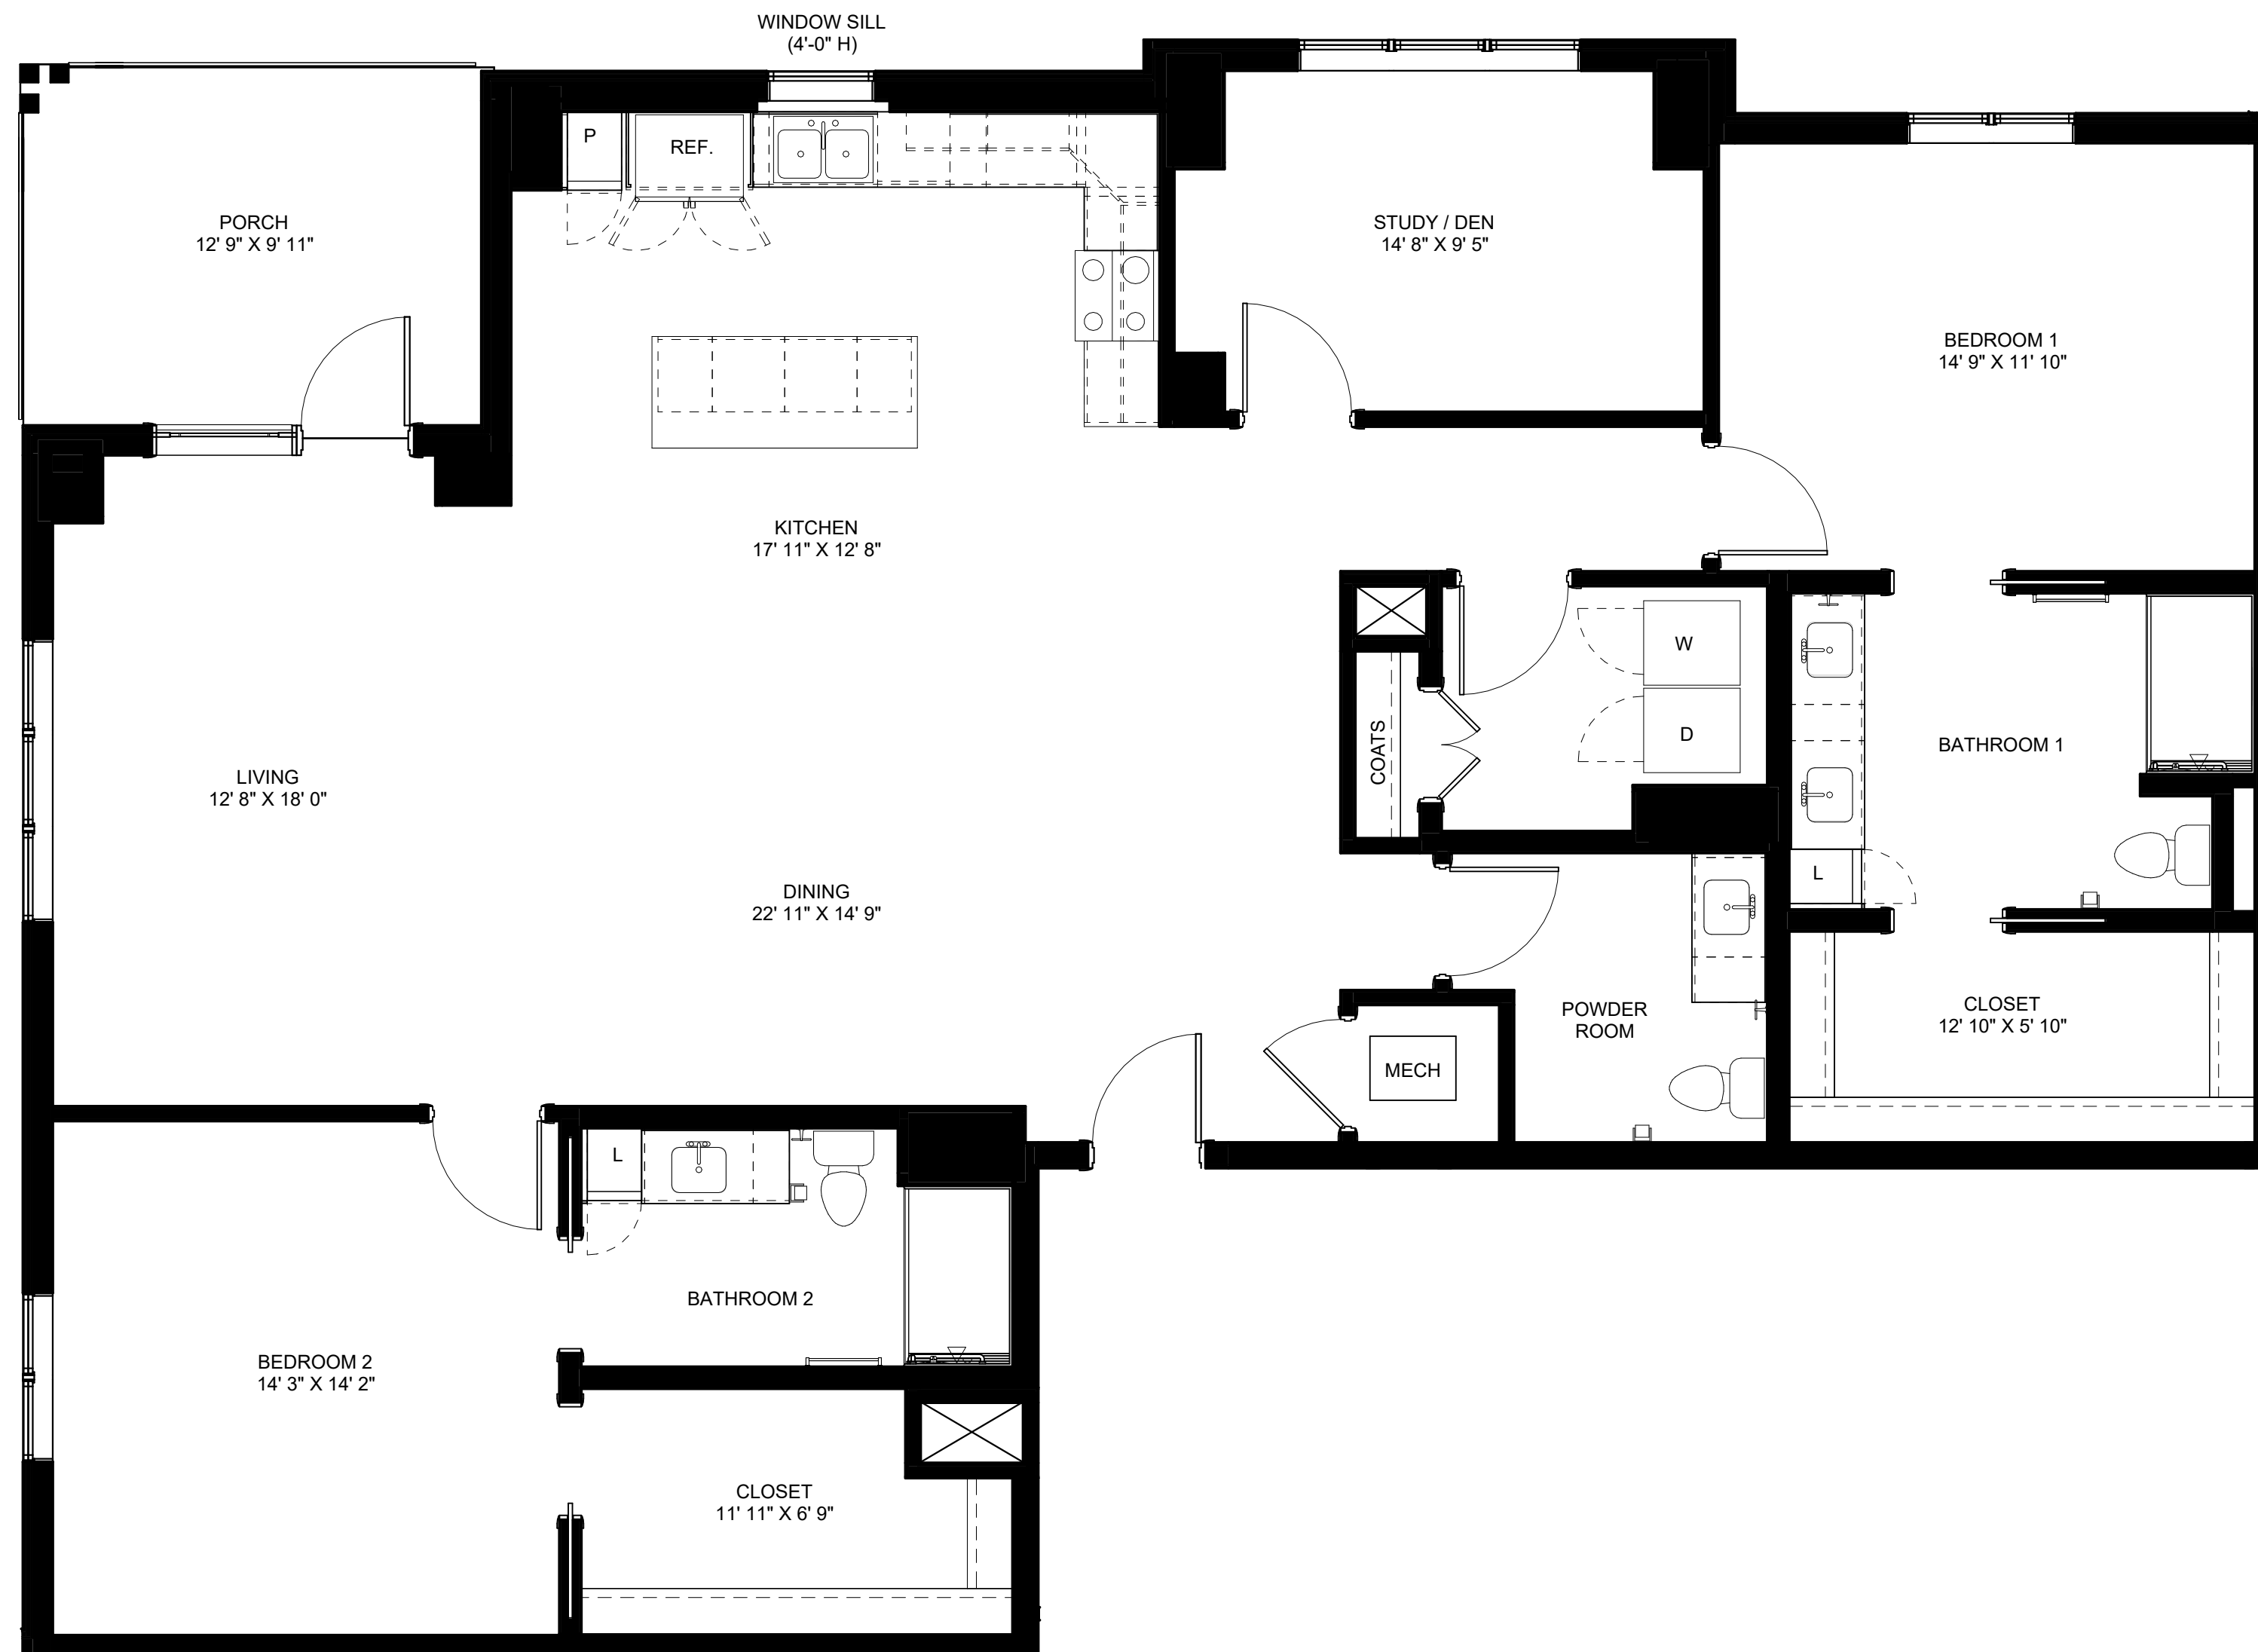 WINDOW SILL
(4'-0" H)
P
REF.
PORCH
12' 9" X 9' 11"
STUDY / DEN
14' 8" X 9' 5"
BEDROOM 1
14' 9" X 11' 10"
KITCHEN
17' 11" X 12' 8"
W
D
COATS
BATHROOM 1
LIVING
12' 8" X 18' 0"
DINING
22' 11" X 14' 9"
L
POWDER
ROOM
CLOSET
12' 10" X 5' 10"
MECH
L
BATHROOM 2
BEDROOM 2
14' 3" X 14' 2"
CLOSET
11' 11" X 6' 9"